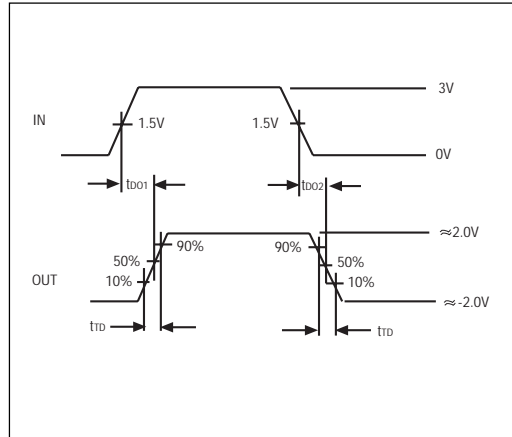 3V
IN
1.5V
1.5V
0V
tDO1
tDO2
≈2.0V
90%
90%
50%
50%
OUT
10%
10%
≈-2.0V
tTD
tTD